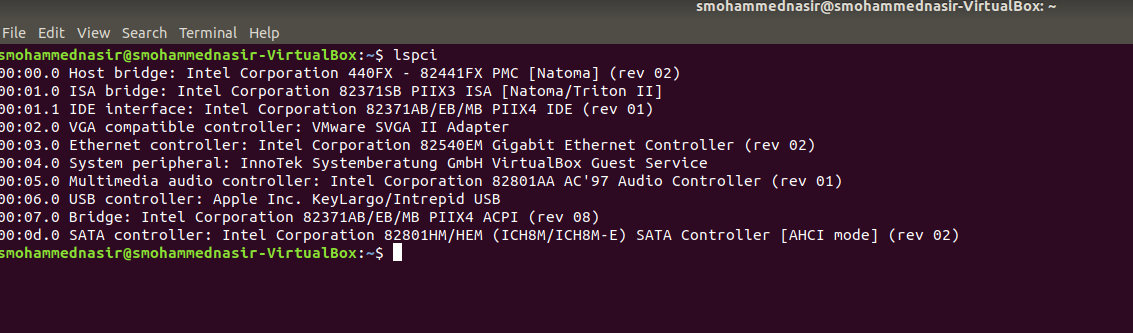 smohammednasir@smohammednasir-VirtualBox: ~
File Edit View Search Terminal Help
smohammednasir@smohammednasir-VirtualBox:~$ lspci
00:00.0 Host bridge: Intel Corporation 440FX - 82441FX PMC [Natoma] (rev 02)
00:01.0 ISA bridge: Intel Corporation 82371SB PIIX3 ISA [Natoma/Triton II]
00:01.1 IDE interface: Intel Corporation 82371AB/EB/MB PIIX4 IDE (rev 01)
00:02.0 VGA compatible controller: VMware SVGA II Adapter
00:03.0 Ethernet controller: Intel Corporation 82540EM Gigabit Ethernet Controller (rev 02)
00:04.0 System peripheral: InnoTek Systemberatung GmbH VirtualBox Guest Service
00:05.0 Multimedia audio controller: Intel Corporation 82801AA AC'97 Audio Controller (rev 01)
00:06.0 USB controller: Apple Inc. KeyLargo/Intrepid USB
00:07.0 Bridge: Intel Corporation 82371AB/EB/MB PIIX4 ACPI (rev 08)
00:0d.0 SATA controller: Intel Corporation 82801HM/HEM (ICH8M/ICH8M-E) SATA Controller [AHCI mode] (rev 02)
smohammednasir@smohammednasir-VirtualBox:~$